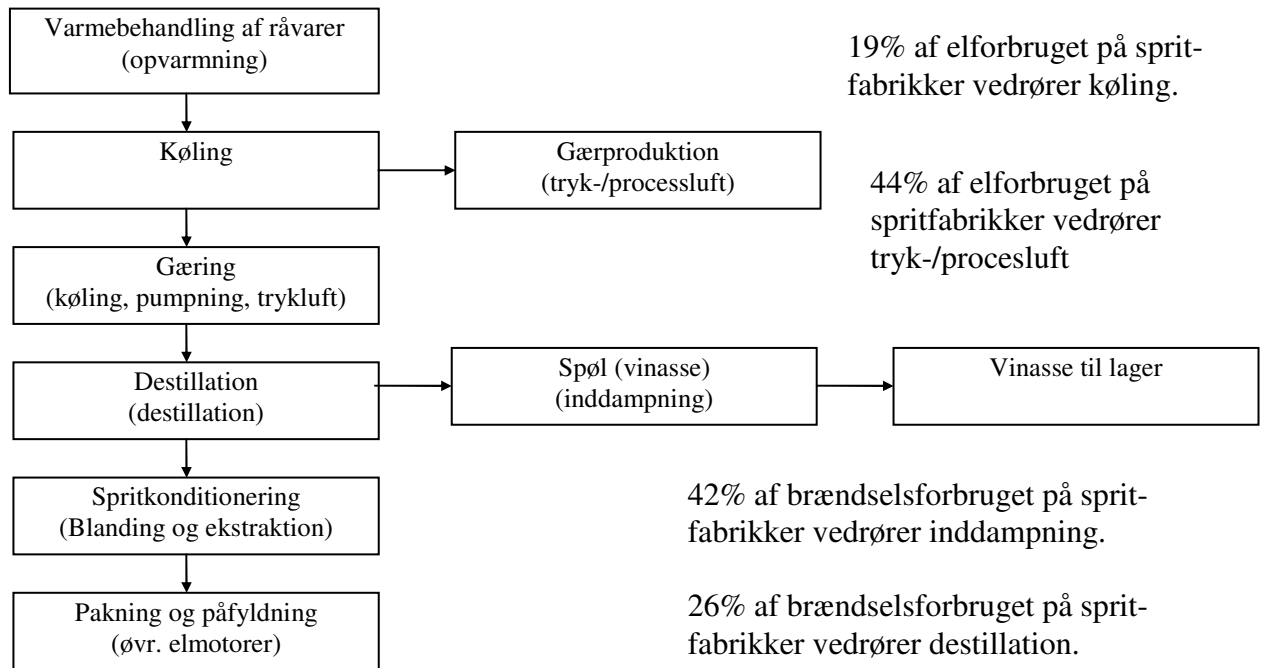 Varmebehandling af råvarer
(opvarmning)
19% af elforbruget på sprit-
fabrikker vedrører køling.
Køling
Gærproduktion
(tryk-/processluft)
44% af elforbruget på
spritfabrikker vedrører
tryk-/procesluft
Gæring
(køling, pumpning, trykluft)
Destillation
(destillation)
Spøl (vinasse)
(inddampning)
Vinasse til lager
Spritkonditionering
(Blanding og ekstraktion)
42% af brændselsforbruget på sprit-
fabrikker vedrører inddampning.
Pakning og påfyldning
(øvr. elmotorer)
26% af brændselsforbruget på sprit-
fabrikker vedrører destillation.